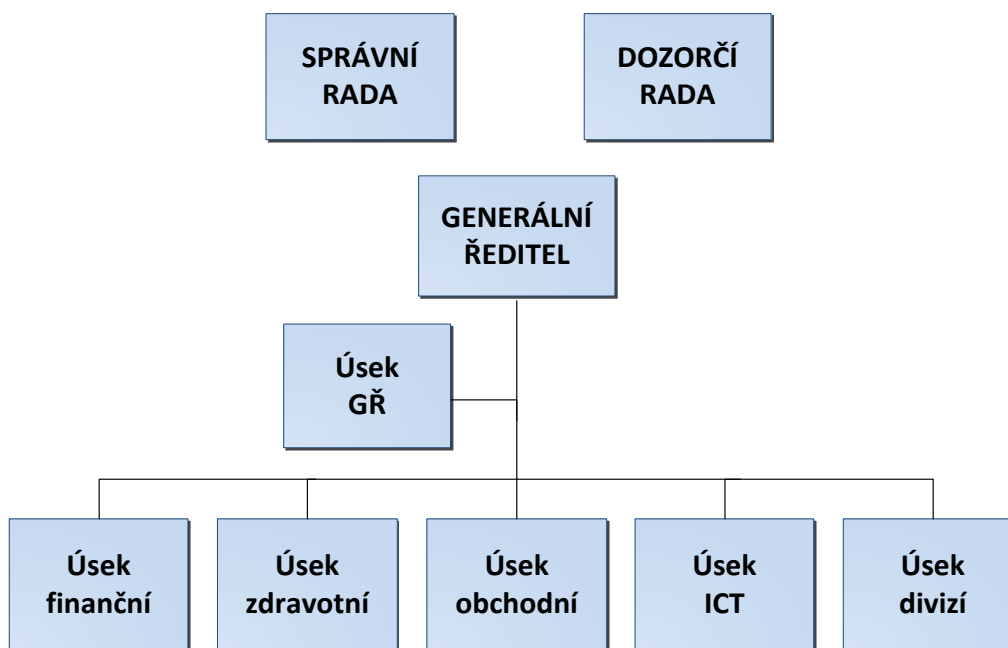 SPRÁVNÍ
RADA
DOZORČÍ
RADA
GENERÁLNÍ
ŘEDITEL
Úsek
GŘ
Úsek
finanční
Úsek
zdravotní
Úsek
obchodní
Úsek
ICT
Úsek
divizí